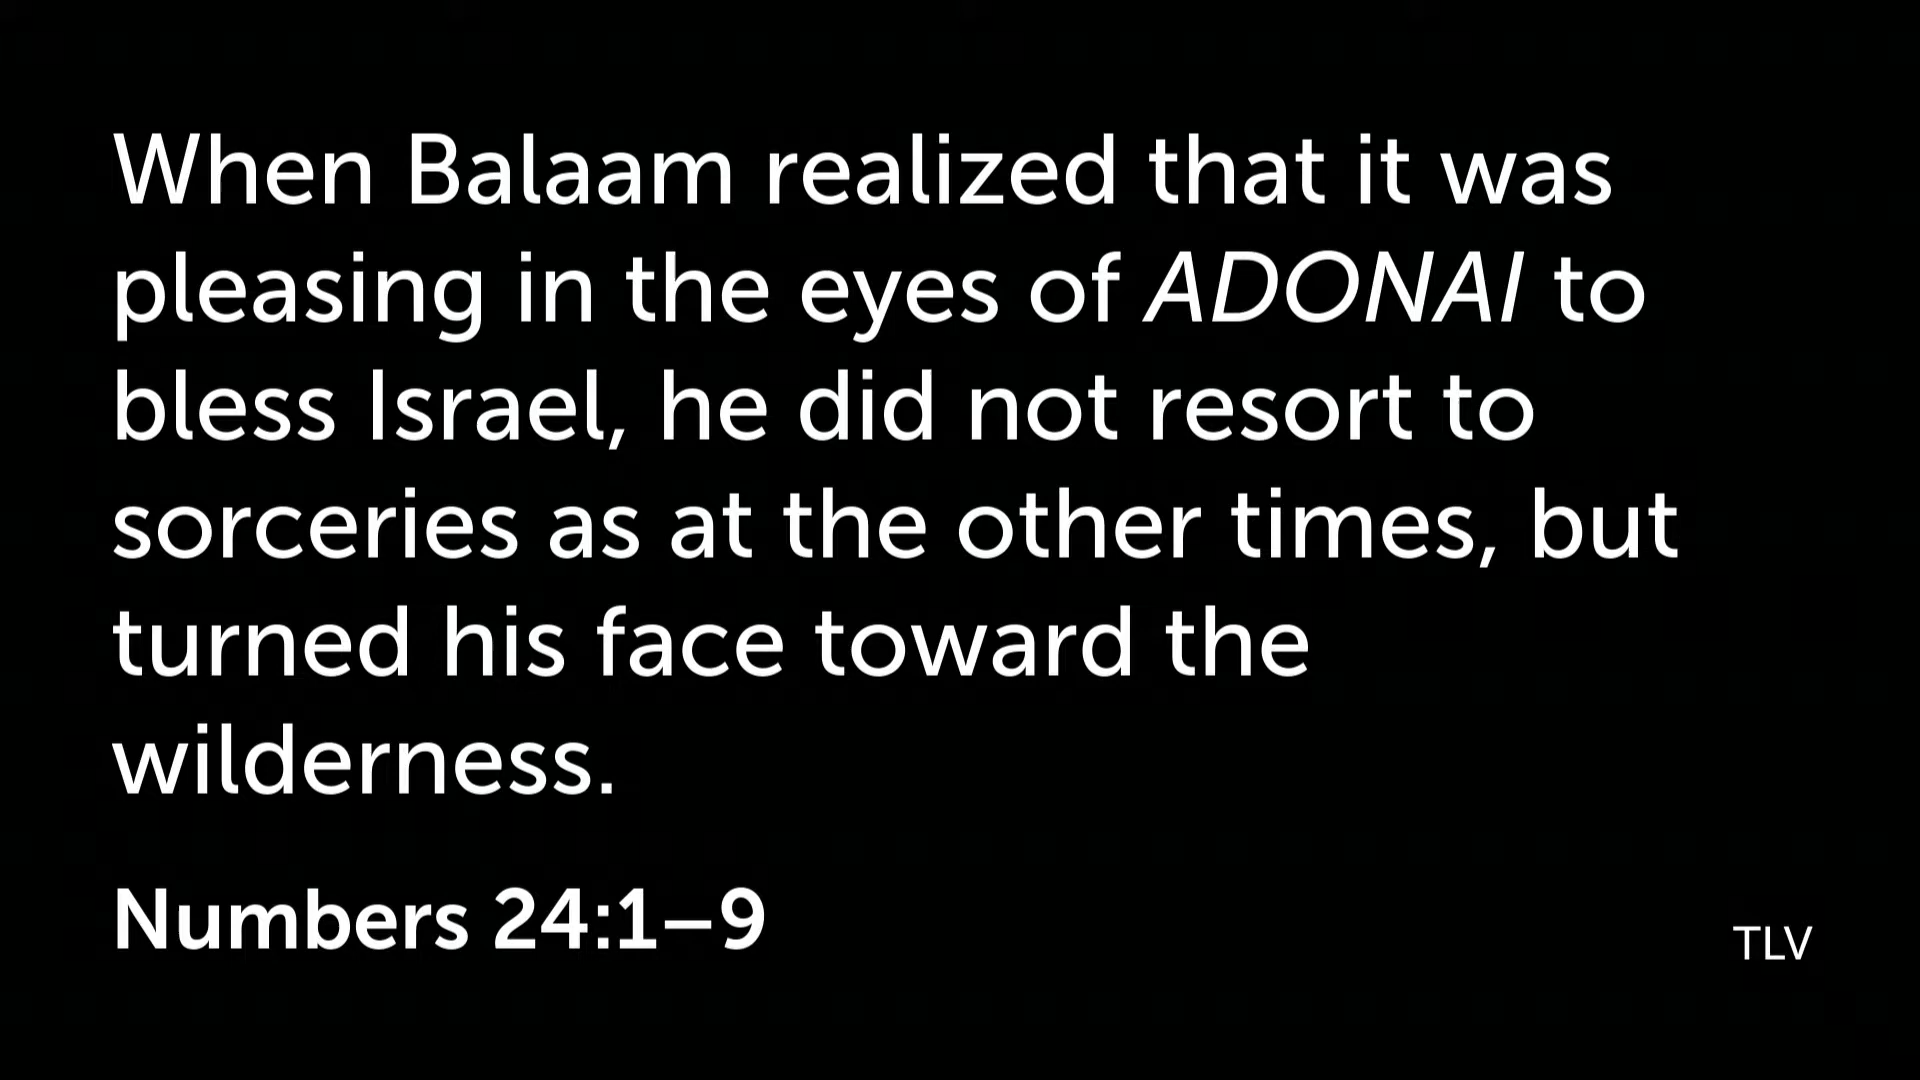 When Balaam realized that it was
pleasing in the eyes of ADONAI to
bless Israel, he did not resort to
sorceries as at the other times, but
turned his face toward the
wilderness.
Numbers 24:1–9
TLV